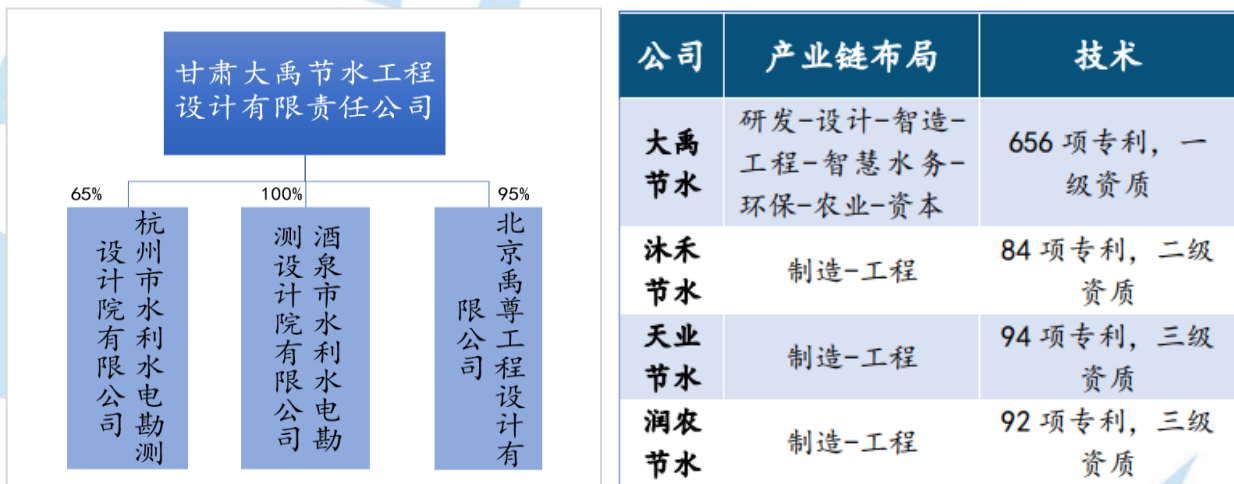 甘肃大禹节水工程
设计有限责任公司
65%
100%
95%
杭州市水利水电勘测
设计院有限公司
酒泉市水利水电勘
测设计院有限公司
北京禹尊工程设计有
限公司
公司
产业链布局
技术
大禹
节水
研发-设计-智造-
工程-智慧水务-
环保-农业-资本
656 项专利，一
级资质
沐禾
节水
制造-工程
84 项专利，二级
资质
天业
节水
制造-工程
94 项专利，三级
资质
润农
节水
制造-工程
92 项专利，三级
资质